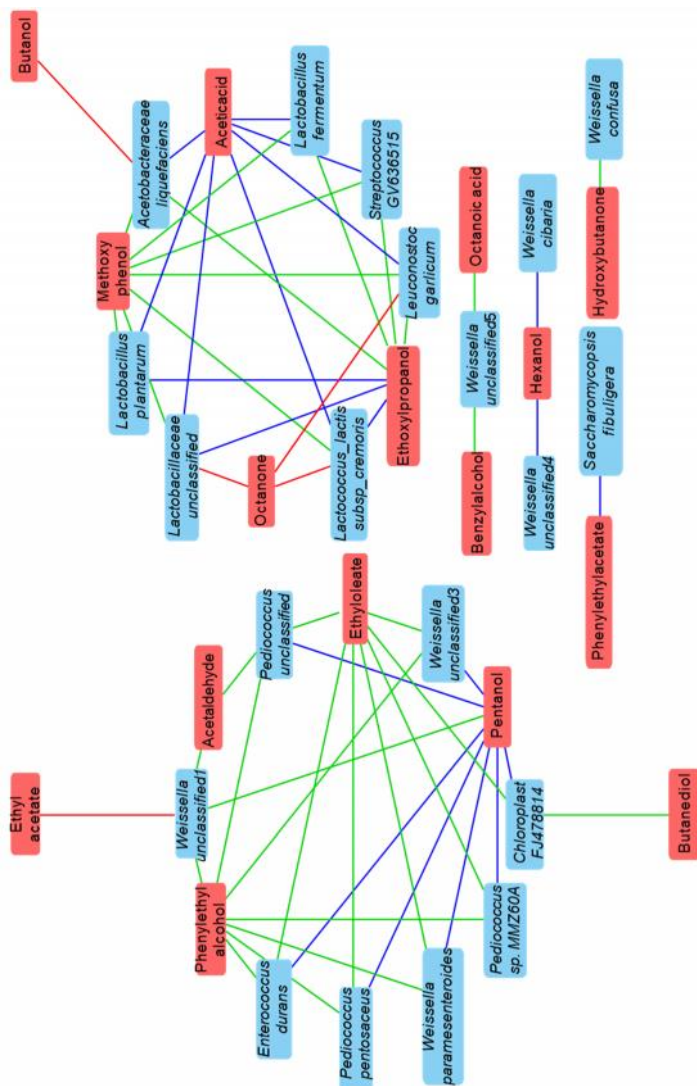 Butanol
Acetobacteraceae
liquefaciens
Aceticacid
Lactobacillus
fermentum
Streptococcus
GV636515
Leuconostoc
garlicum
Methoxy
phenol
Lactobacillus
plantarum
Lactobacillaceae
unclassified
Octanone
Lactococcus_lactis
subsp_cremoris
Ethoxylpropanol
Octanoic acid
Weissella
unclassified5
Benzylalcohol
Weissella
cibaria
Hexanol
Weissella
unclassified4
Weissella
confusa
Hydroxybutanone
Saccharomycopsis
fibuligera
Phenylethylacetate
Ethyl
acetate
Weissella
unclassified1
Acetaldehyde
Pediococcus
unclassified
Ethyloleate
Weissella
unclassified3
Phenylethyl
alcohol
Pentanol
Enterococcus
durans
Pediococcus
pentosaceus
Weissella
paramesenteroides
Pediococcus
sp. MMZ60A
Chloroplast
FJ478814
Butanediol